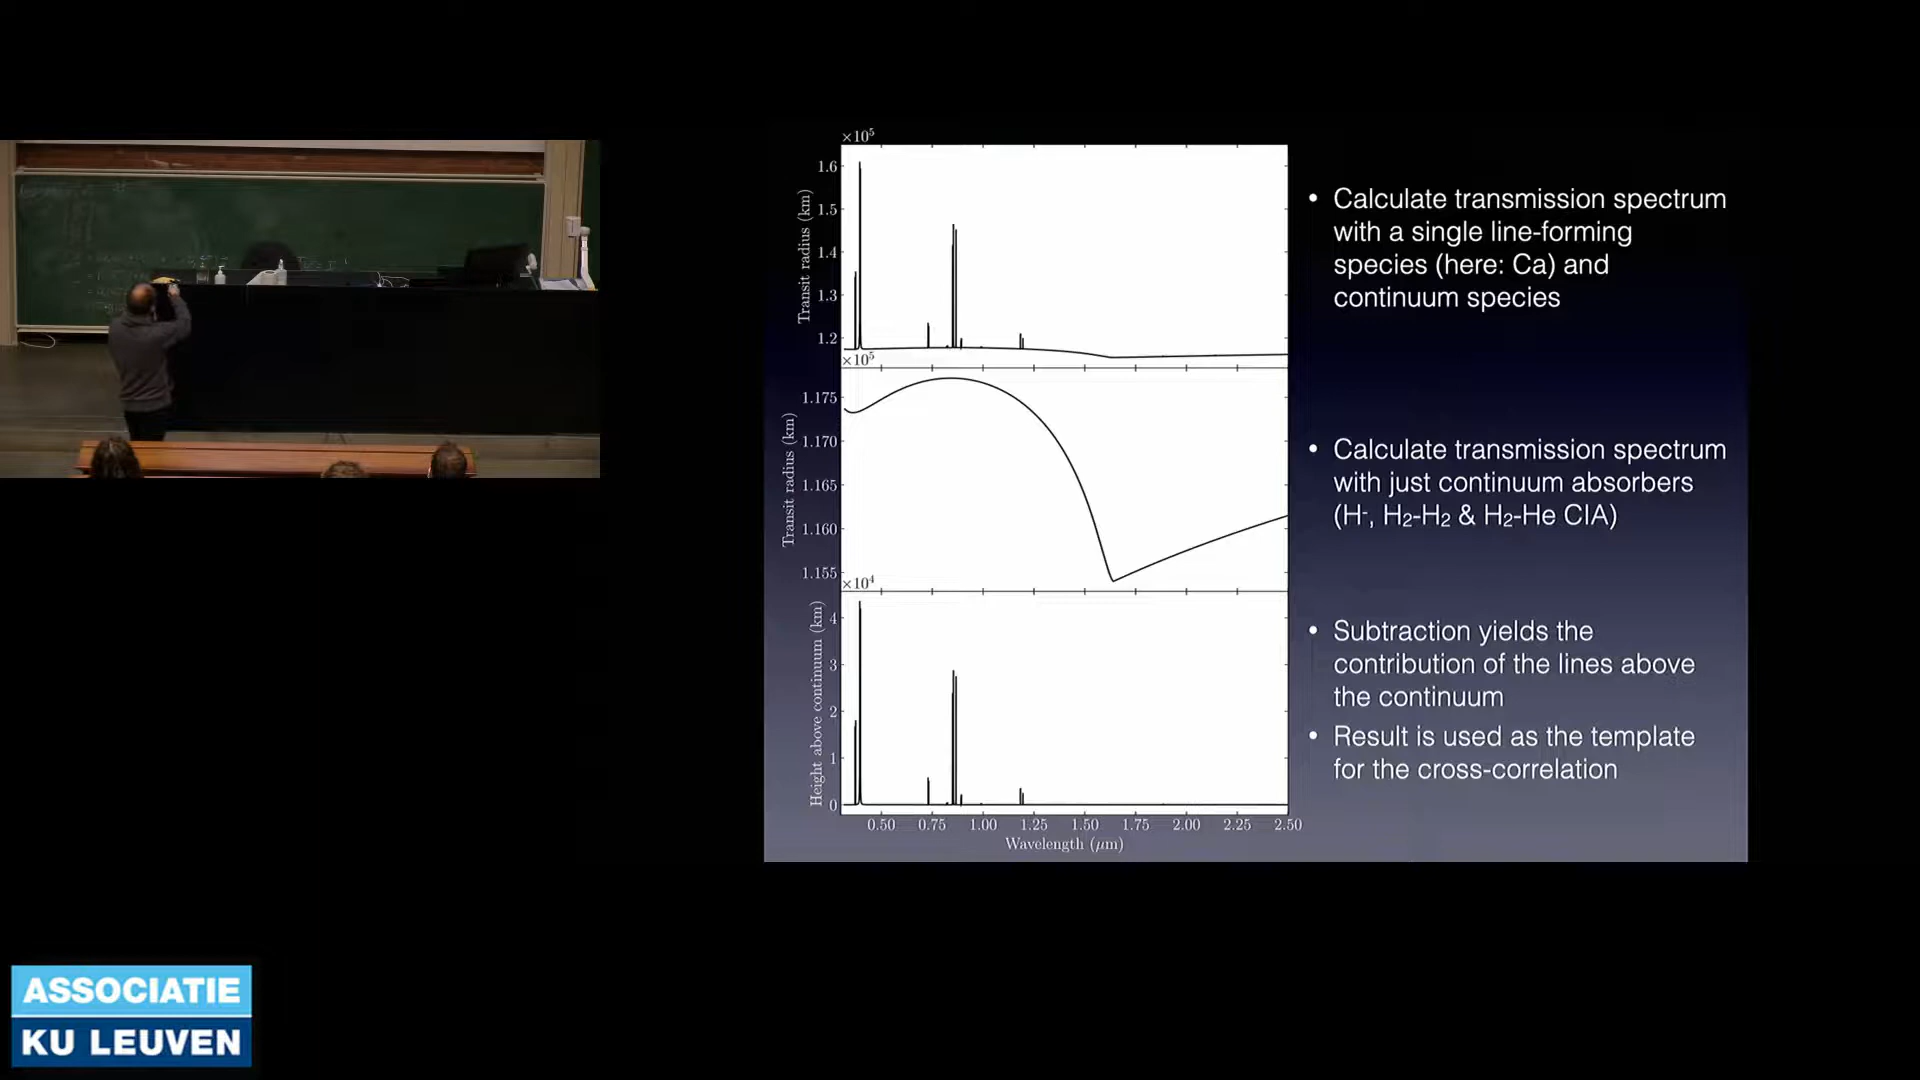 ×10⁵
1.6
1.5
1.4
1.3
1.2
Transit radius (km)
×10⁵
1.175
1.170
1.165
1.160
1.155
Transit radius (km)
×10⁴
4
3
2
1
0
Height above continuum (km)
0.50 0.75 1.00 1.25 1.50 1.75 2.00 2.25 2.50
Wavelength (μm)
• Calculate transmission spectrum
with a single line-forming
species (here: Ca) and
continuum species
• Calculate transmission spectrum
with just continuum absorbers
(H⁻, H₂-H₂ & H₂-He CIA)
• Subtraction yields the
contribution of the lines above
the continuum
• Result is used as the template
for the cross-correlation
ASSOCIATIE
KU LEUVEN